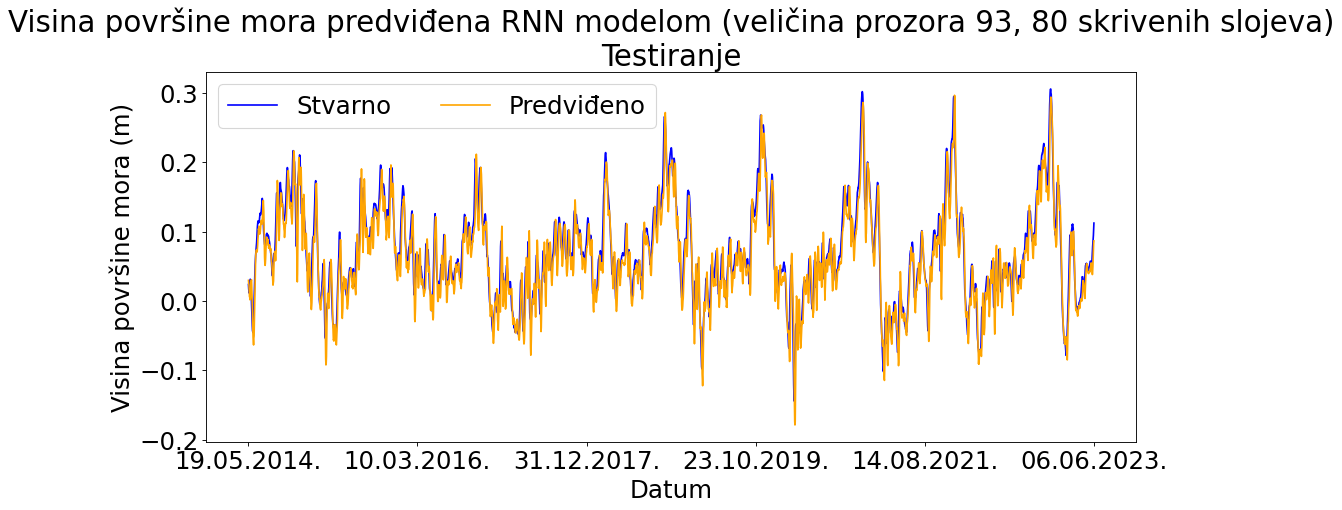 Visina površine mora predviđena RNN modelom (veličina prozora 93, 80 skrivenih slojeva)
Testiranje
Stvarno
Predviđeno
Visina površine mora (m)
0.3
0.2
0.1
0.0
−0.1
−0.2
19.05.2014.
10.03.2016.
31.12.2017.
23.10.2019.
14.08.2021.
06.06.2023.
Datum